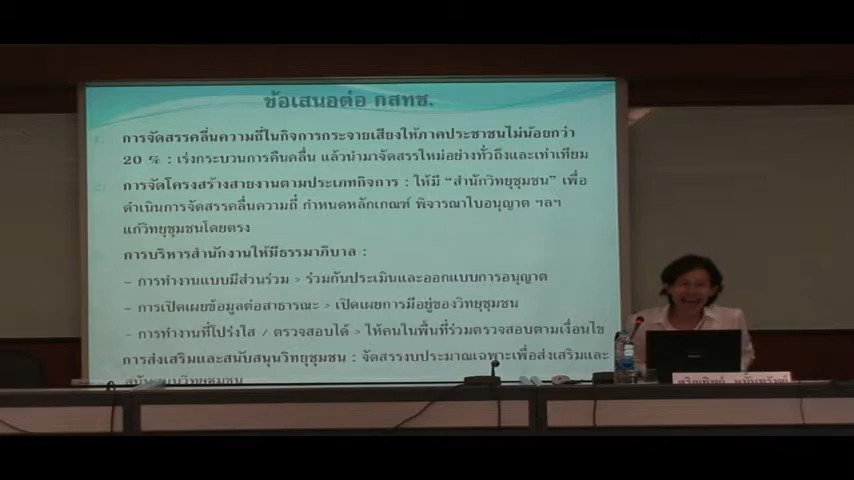 ข้อเสนอต่อ กสทช.
การจัดสรรคลื่นความถี่ในกิจการกระจายเสียงให้ภาคประชาชนไม่น้อยกว่า
20 % : เร่งกระบวนการคืนคลื่น แล้วนำมาจัดสรรใหม่อย่างทั่วถึงและเท่าเทียม
การจัดโครงสร้างสายงานตามประเภทกิจการ : ให้มี "สำนักวิทยุชุมชน" เพื่อ
ดำเนินการจัดสรรคลื่นความถี่ กำหนดหลักเกณฑ์ พิจารณาใบอนุญาต ฯลฯ
แก่วิทยุชุมชนโดยตรง
การบริหารสำนักงานให้มีธรรมาภิบาล :
- การทำงานแบบมีส่วนร่วม > ร่วมกันประเมินและออกแบบการอนุญาต
- การเปิดเผยข้อมูลต่อสาธารณะ > เปิดเผยการมีอยู่ของวิทยุชุมชน
- การทำงานที่โปร่งใส / ตรวจสอบได้ > ให้คนในพื้นที่ร่วมตรวจสอบตามเงื่อนไข
การส่งเสริมและสนับสนุนวิทยุชุมชน : จัดสรรงบประมาณเฉพาะเพื่อส่งเสริมและ
สนับสนุนวิทยุชุมชน